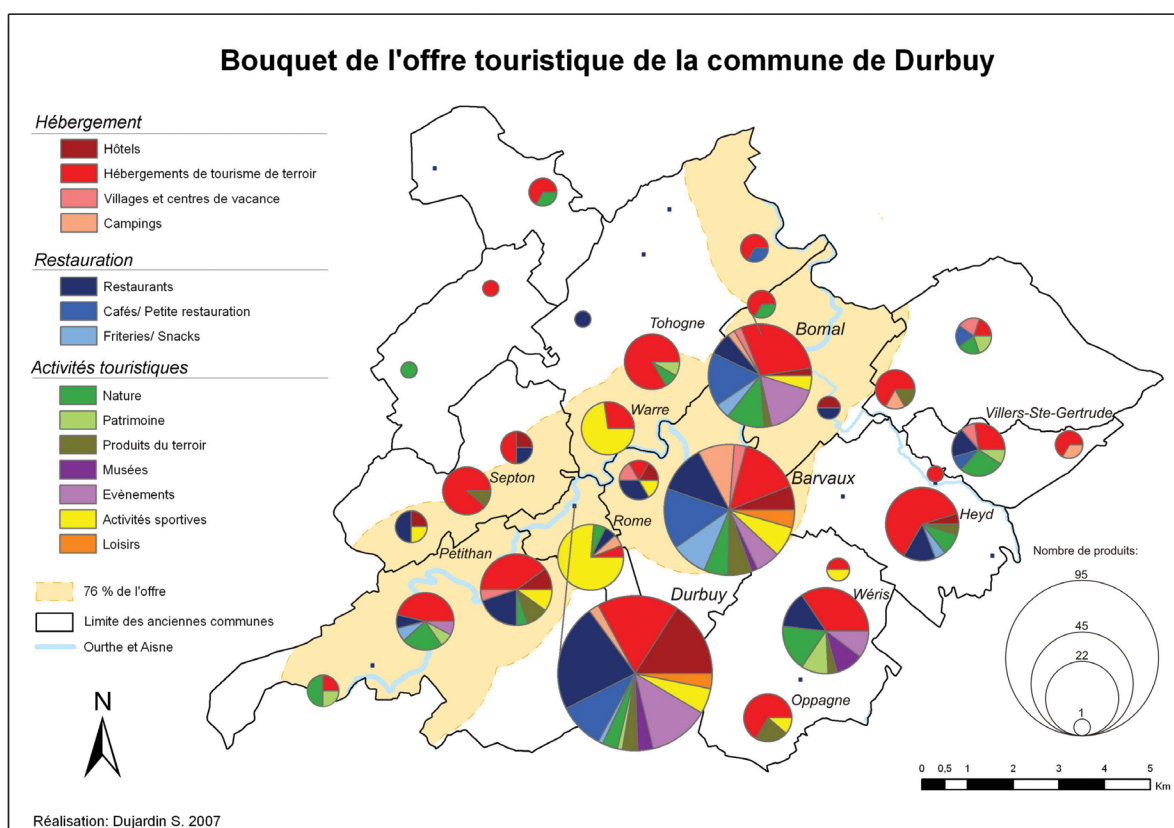 Bouquet de l'offre touristique de la commune de Durbuy
Hébergement
Hôtels
Hébergements de tourisme de terroir
Villages et centres de vacance
Campings
Restauration
Restaurants
Cafés/ Petite restauration
Friteries/ Snacks
Activités touristiques
Nature
Patrimoine
Produits du terroir
Musées
Evènements
Activités sportives
Loisirs
76 % de l'offre
Limite des anciennes communes
Ourthe et Aisne
N
Réalisation: Dujardin S. 2007
Tohogne
Bomal
Warre
Villers-Ste-Gertrude
Septon
Barvaux
Rome
Heyd
Petithan
Durbuy
Wéris
Oppagne
Nombre de produits:
95
45
22
1
0 0,5 1 2 3 4 5
Km